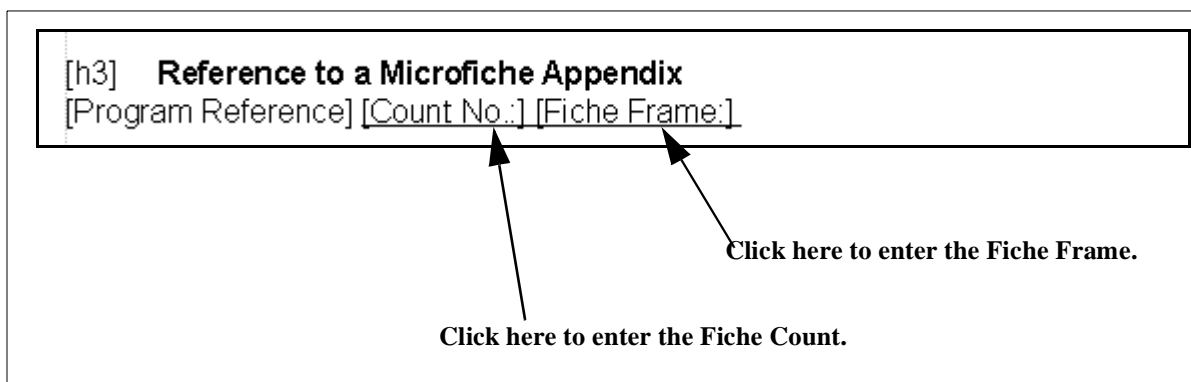 [h3] Reference to a Microfiche Appendix
[Program Reference] [Count No.:] [Fiche Frame:]
Click here to enter the Fiche Frame.
Click here to enter the Fiche Count.